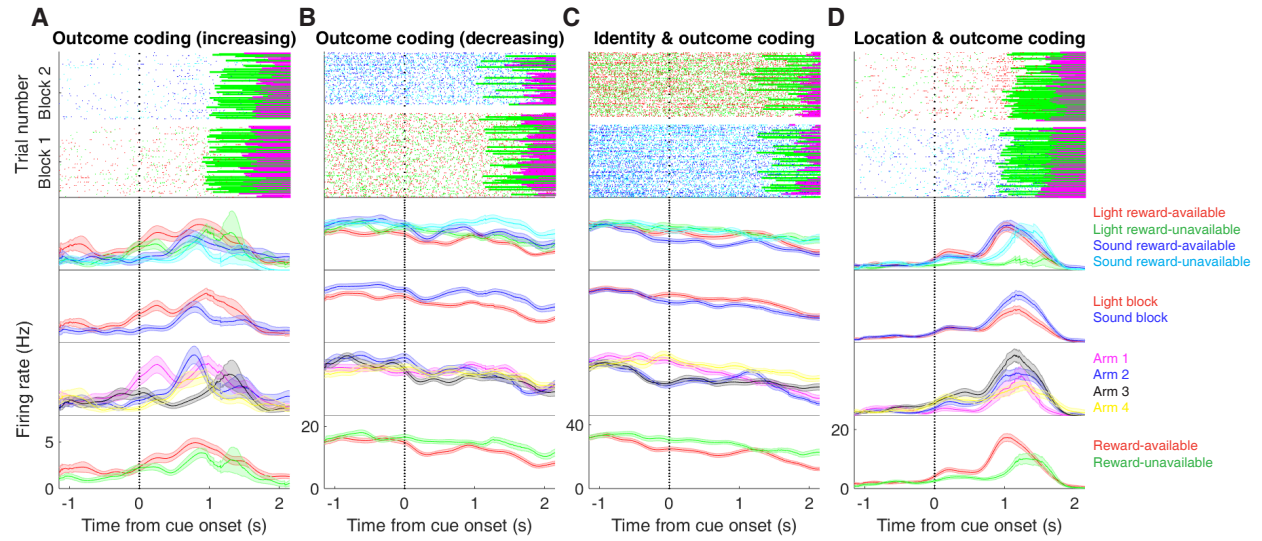 A
B
C
D
Outcome coding (increasing)
Outcome coding (decreasing)
Identity & outcome coding
Location & outcome coding
Trial number
Block 2
Block 1
Light reward-available
Light reward-unavailable
Sound reward-available
Sound reward-unavailable
Light block
Sound block
Arm 1
Arm 2
Arm 3
Arm 4
Reward-available
Reward-unavailable
Firing rate (Hz)
5
0
20
0
40
0
20
0
-1 0 1 2
-1 0 1 2
-1 0 1 2
-1 0 1 2
Time from cue onset (s)
Time from cue onset (s)
Time from cue onset (s)
Time from cue onset (s)